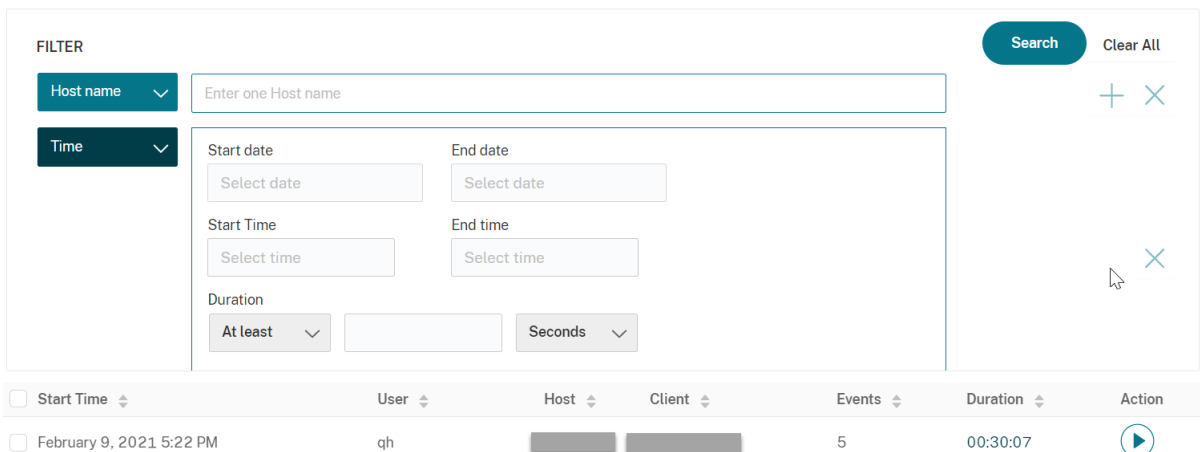 FILTER Search Clear All
Host name Enter one Host name
Time
Start date End date
Select date Select date
Start Time End time
Select time Select time
Duration
At least Seconds
Start Time User Host Client Events Duration Action
February 9, 2021 5:22 PM qh 5 00:30:07